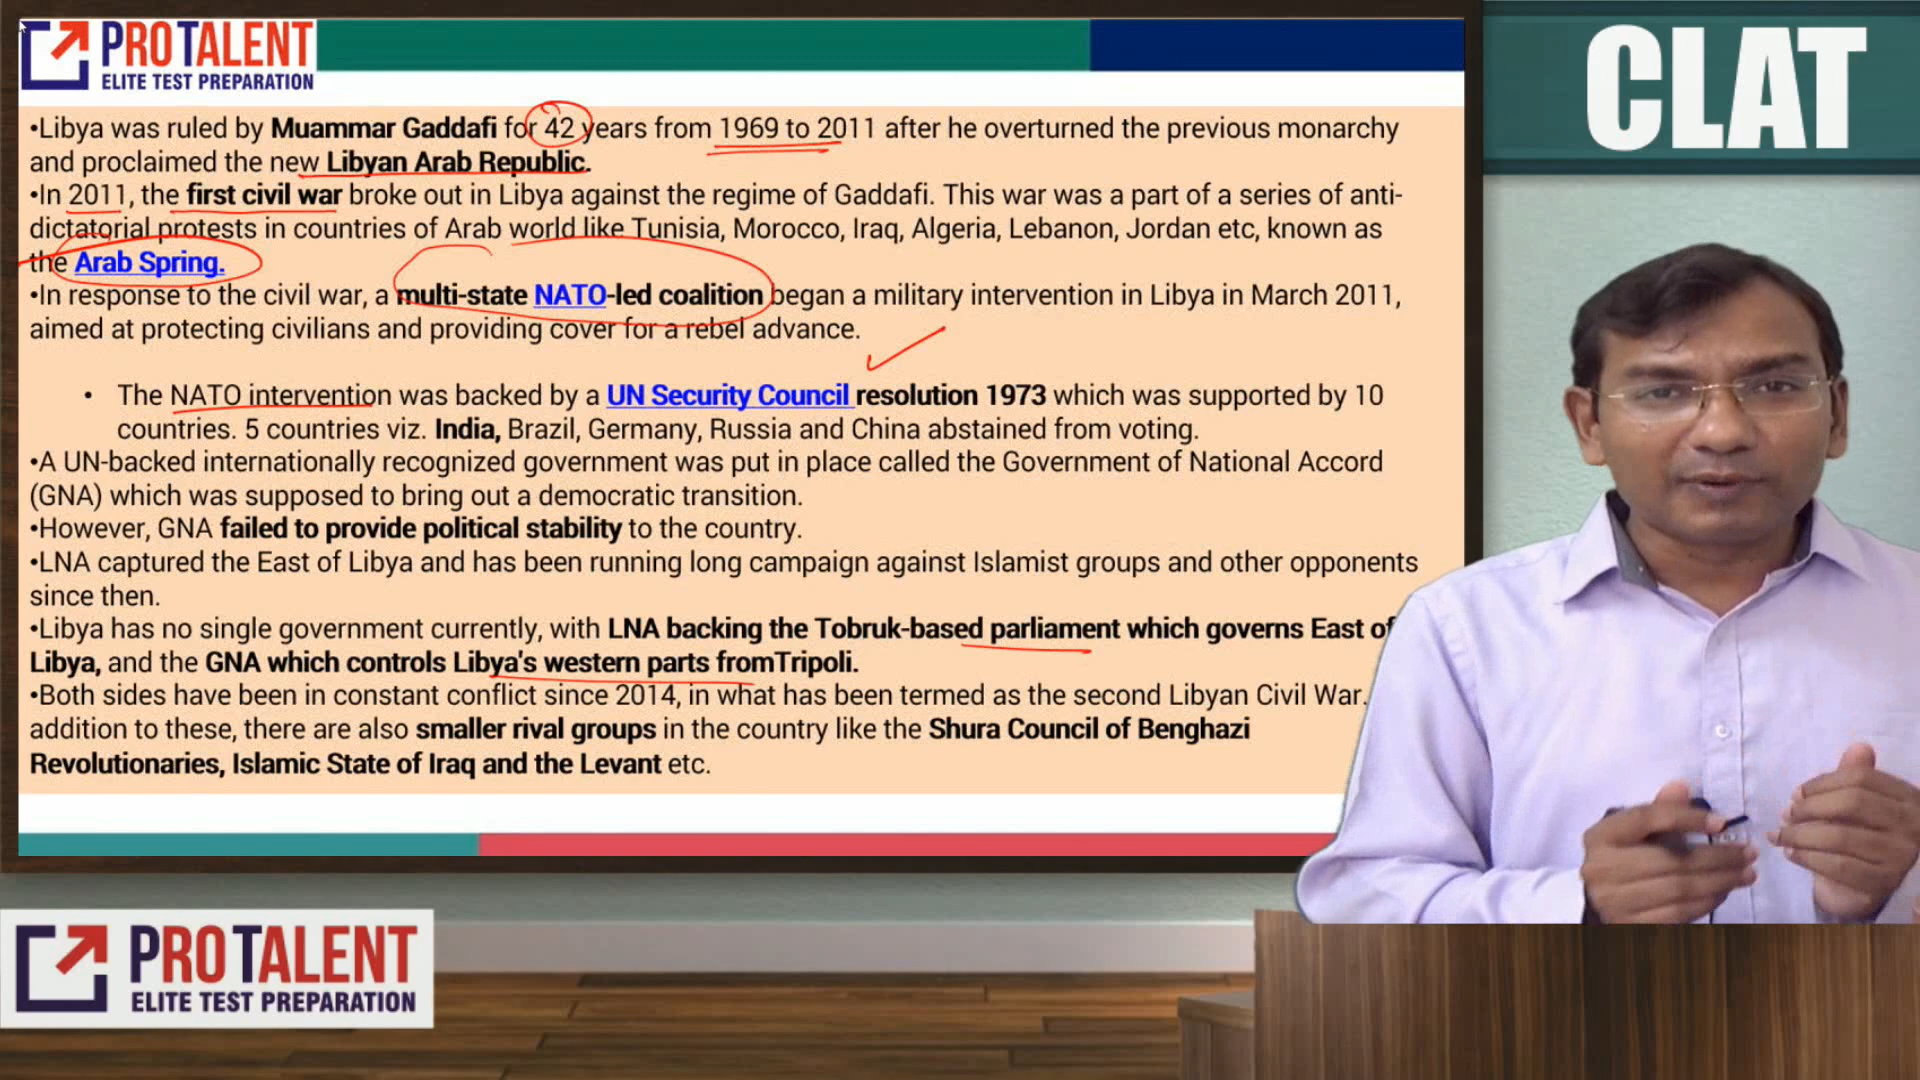 PROTALENT
ELITE TEST PREPARATION
CLAT
•Libya was ruled by Muammar Gaddafi for 42 years from 1969 to 2011 after he overturned the previous monarchy
and proclaimed the new Libyan Arab Republic.
•In 2011, the first civil war broke out in Libya against the regime of Gaddafi. This war was a part of a series of anti-
dictatorial protests in countries of Arab world like Tunisia, Morocco, Iraq, Algeria, Lebanon, Jordan etc, known as
the Arab Spring.
•In response to the civil war, a multi-state NATO-led coalition began a military intervention in Libya in March 2011,
aimed at protecting civilians and providing cover for a rebel advance.
• The NATO intervention was backed by a UN Security Council resolution 1973 which was supported by 10
countries. 5 countries viz. India, Brazil, Germany, Russia and China abstained from voting.
•A UN-backed internationally recognized government was put in place called the Government of National Accord
(GNA) which was supposed to bring out a democratic transition.
•However, GNA failed to provide political stability to the country.
•LNA captured the East of Libya and has been running long campaign against Islamist groups and other opponents
since then.
•Libya has no single government currently, with LNA backing the Tobruk-based parliament which governs East of
Libya, and the GNA which controls Libya's western parts fromTripoli.
•Both sides have been in constant conflict since 2014, in what has been termed as the second Libyan Civil War.
addition to these, there are also smaller rival groups in the country like the Shura Council of Benghazi
Revolutionaries, Islamic State of Iraq and the Levant etc.
PROTALENT
ELITE TEST PREPARATION